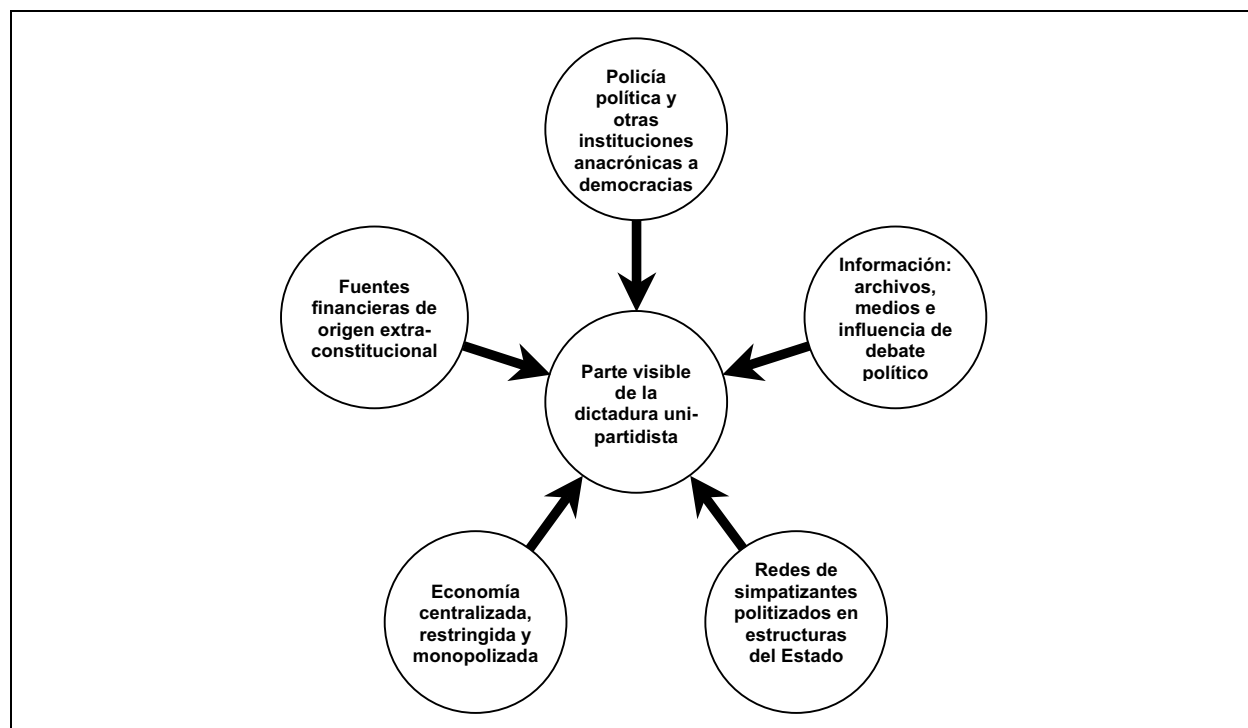 Policía
política y
otras
instituciones
anacrónicas a
democracias
Fuentes
financieras de
origen extra-
constitucional
Información:
archivos,
medios e
influencia de
debate
político
Parte visible
de la
dictadura uni-
partidista
Economía
centralizada,
restringida y
monopolizada
Redes de
simpatizantes
politizados en
estructuras
del Estado